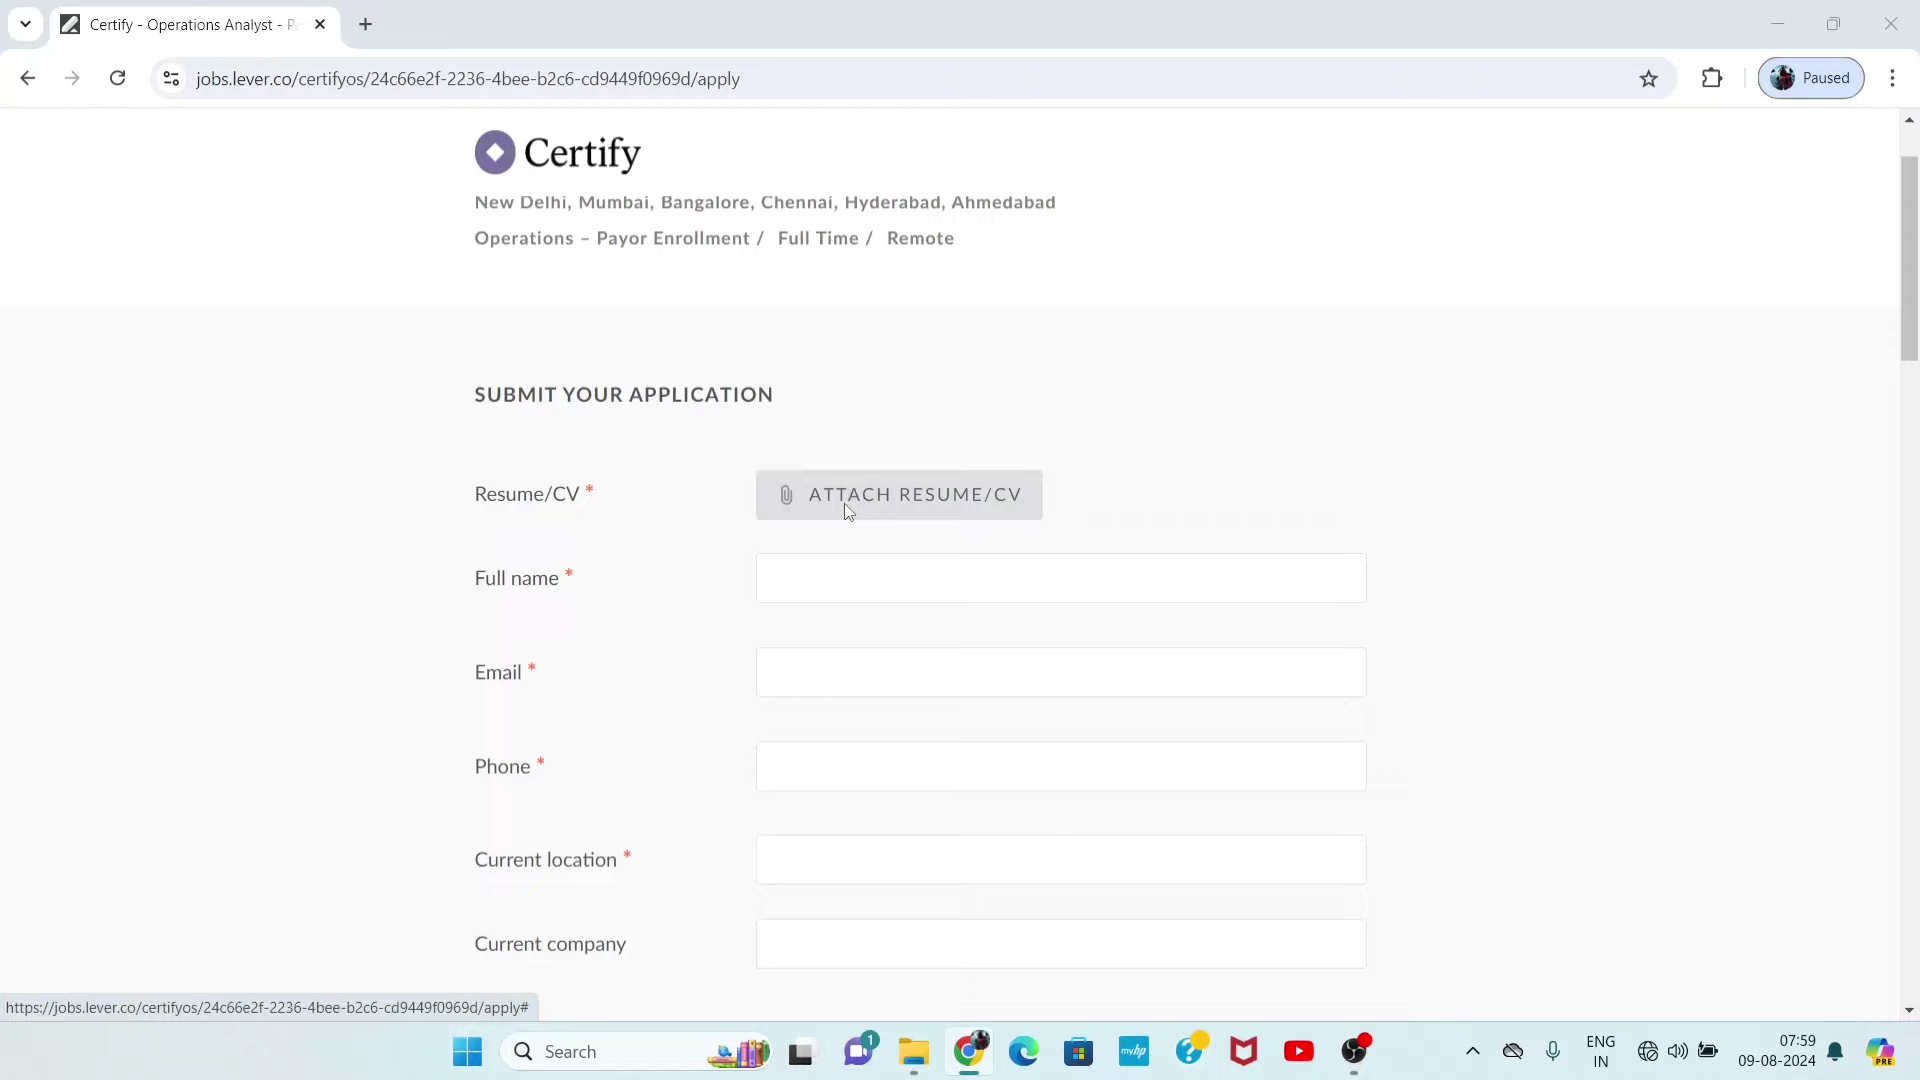 Certify - Operations Analyst - P
jobs.lever.co/certifyos/24c66e2f-2236-4bee-b2c6-cd9449f0969d/apply
Paused
Certify
New Delhi, Mumbai, Bangalore, Chennai, Hyderabad, Ahmedabad
Operations – Payor Enrollment / Full Time / Remote
SUBMIT YOUR APPLICATION
Resume/CV *
ATTACH RESUME/CV
Full name *
Email *
Phone *
Current location *
Current company
https://jobs.lever.co/certifyos/24c66e2f-2236-4bee-b2c6-cd9449f0969d/apply#
Search
1
myhp
ENG
IN
07:59
09-08-2024
PRE